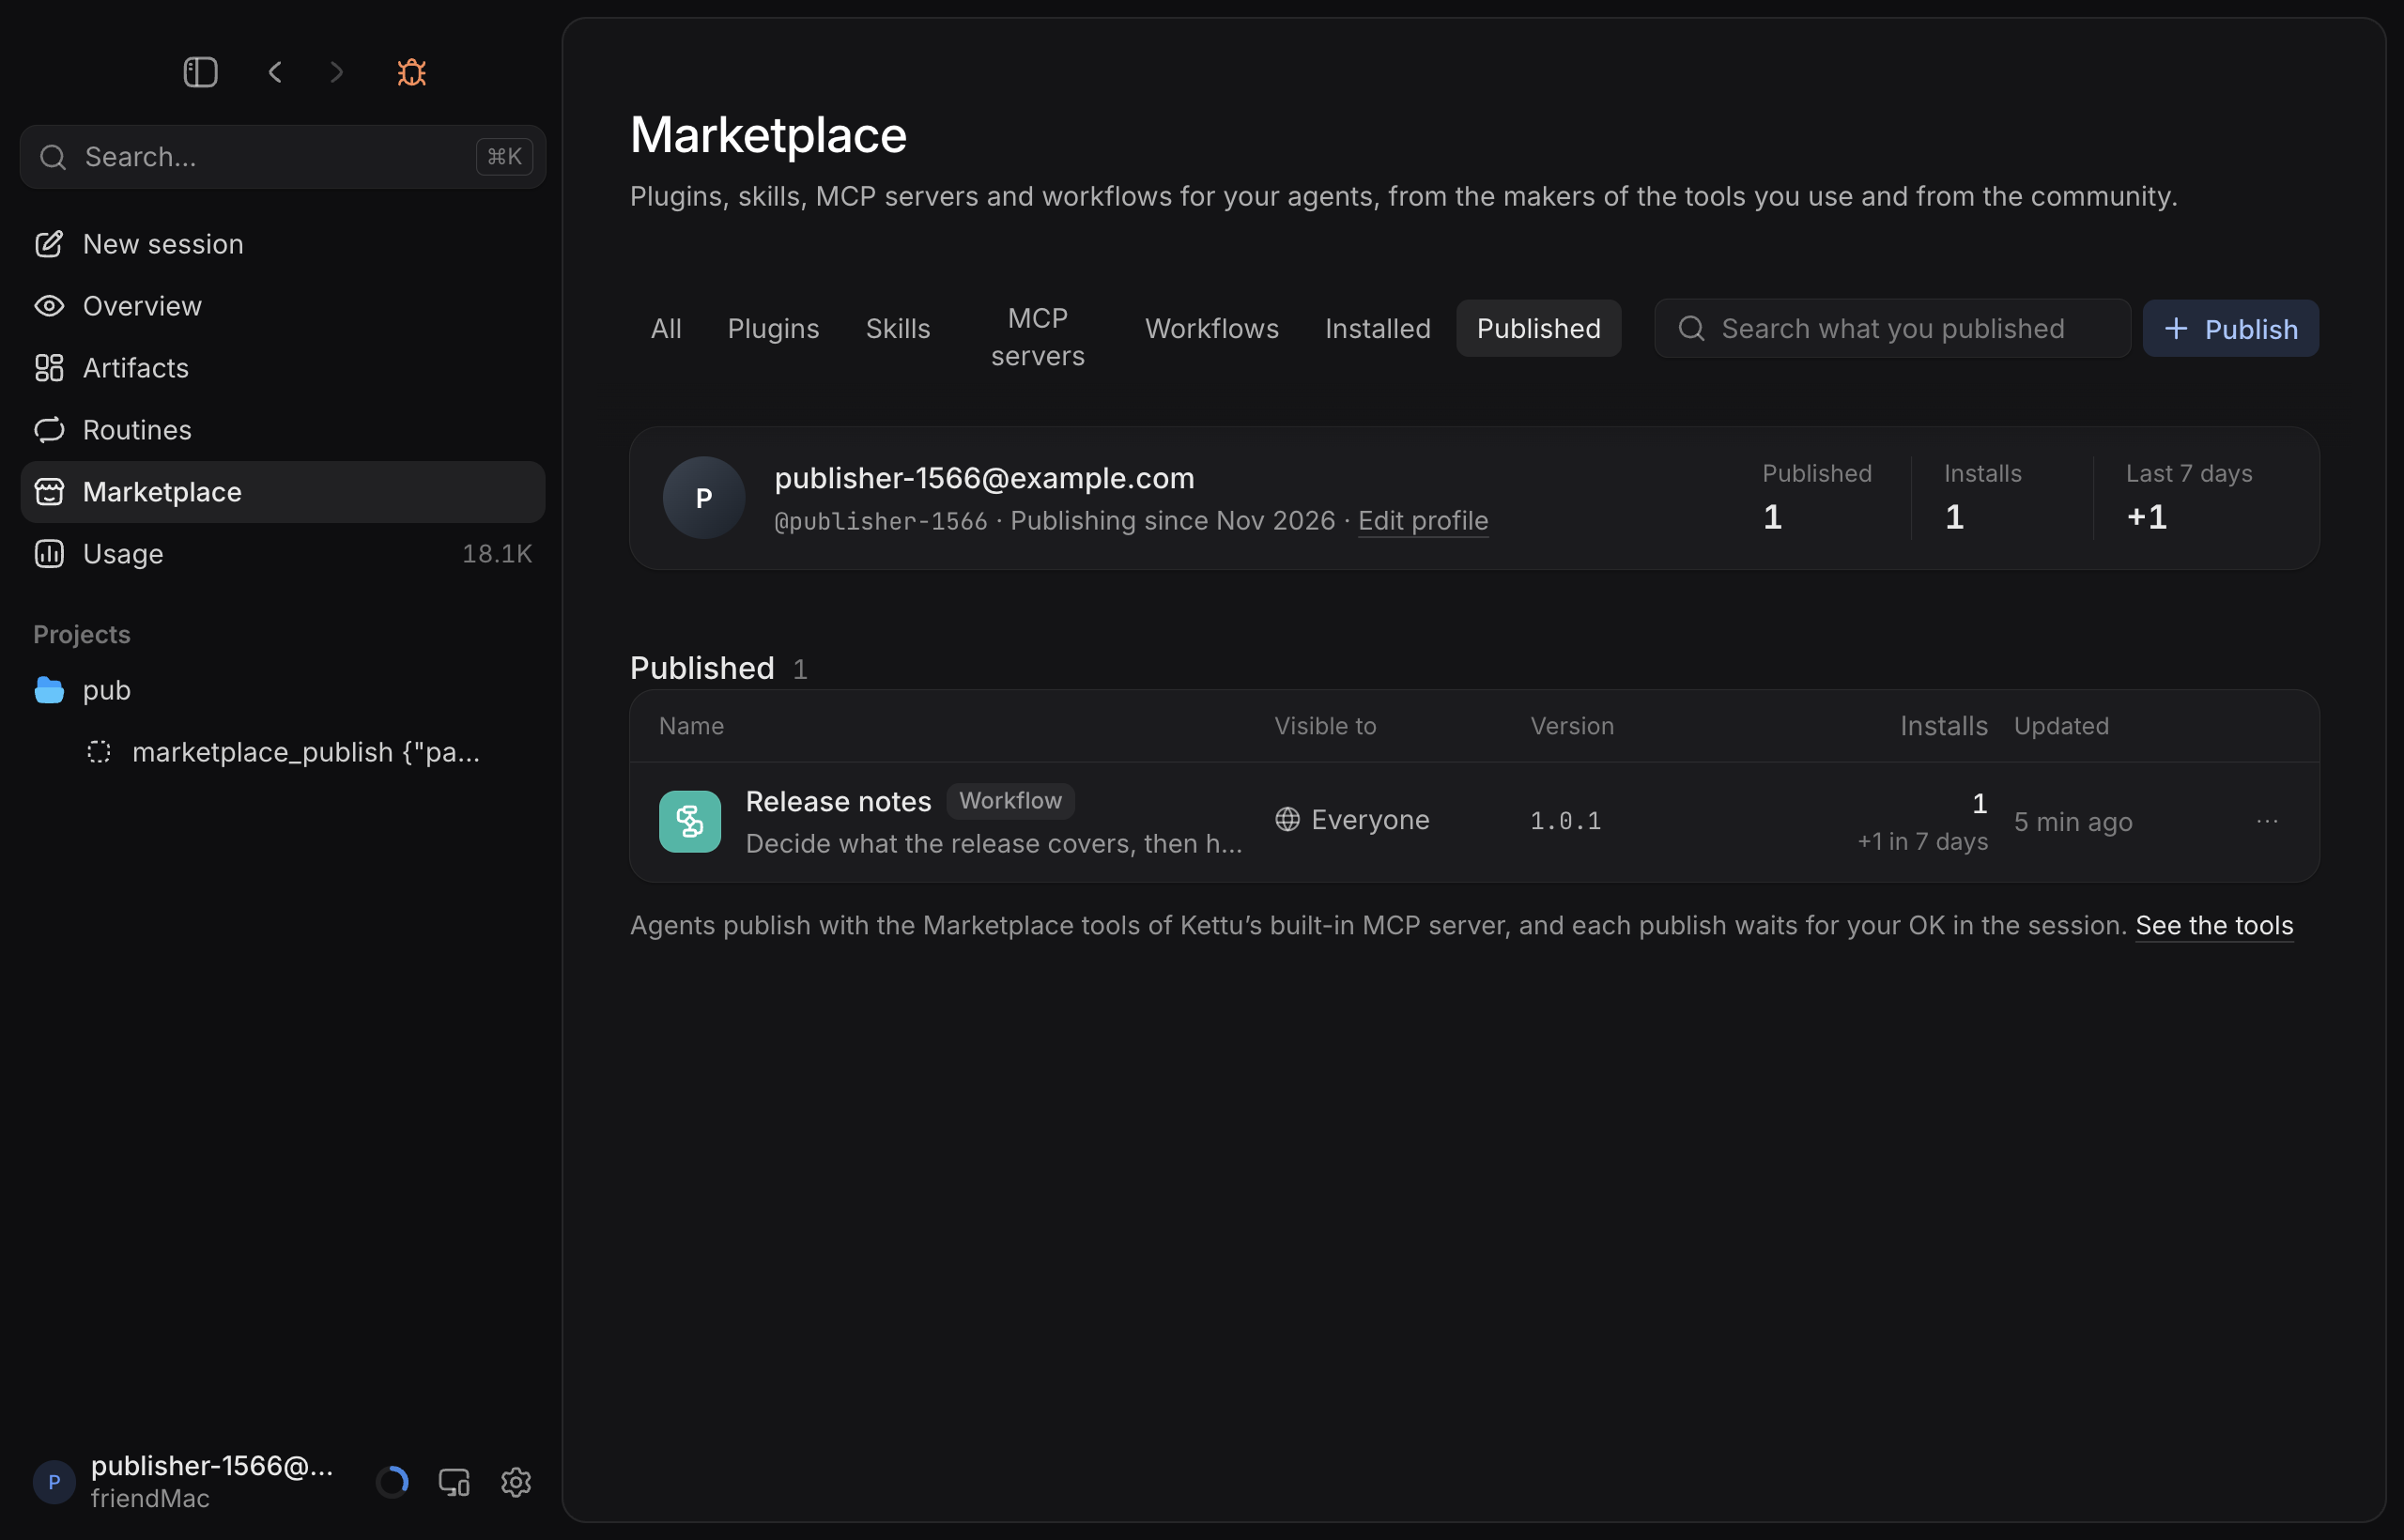 Search...
⌘K
New session
Overview
Artifacts
Routines
Marketplace
Usage 18.1K
Projects
pub
marketplace_publish {"pa...
P
publisher-1566@...
friendMac
Marketplace
Plugins, skills, MCP servers and workflows for your agents, from the makers of the tools you use and from the community.
All Plugins Skills MCP servers Workflows Installed Published
Search what you published
+ Publish
P
publisher-1566@example.com
@publisher-1566 · Publishing since Nov 2026 · Edit profile
Published Installs Last 7 days
1 1 +1
Published 1
Name Visible to Version Installs Updated
Release notes Workflow
Decide what the release covers, then h...
Everyone 1.0.1
1
+1 in 7 days
5 min ago
...
Agents publish with the Marketplace tools of Kettu’s built-in MCP server, and each publish waits for your OK in the session. See the tools